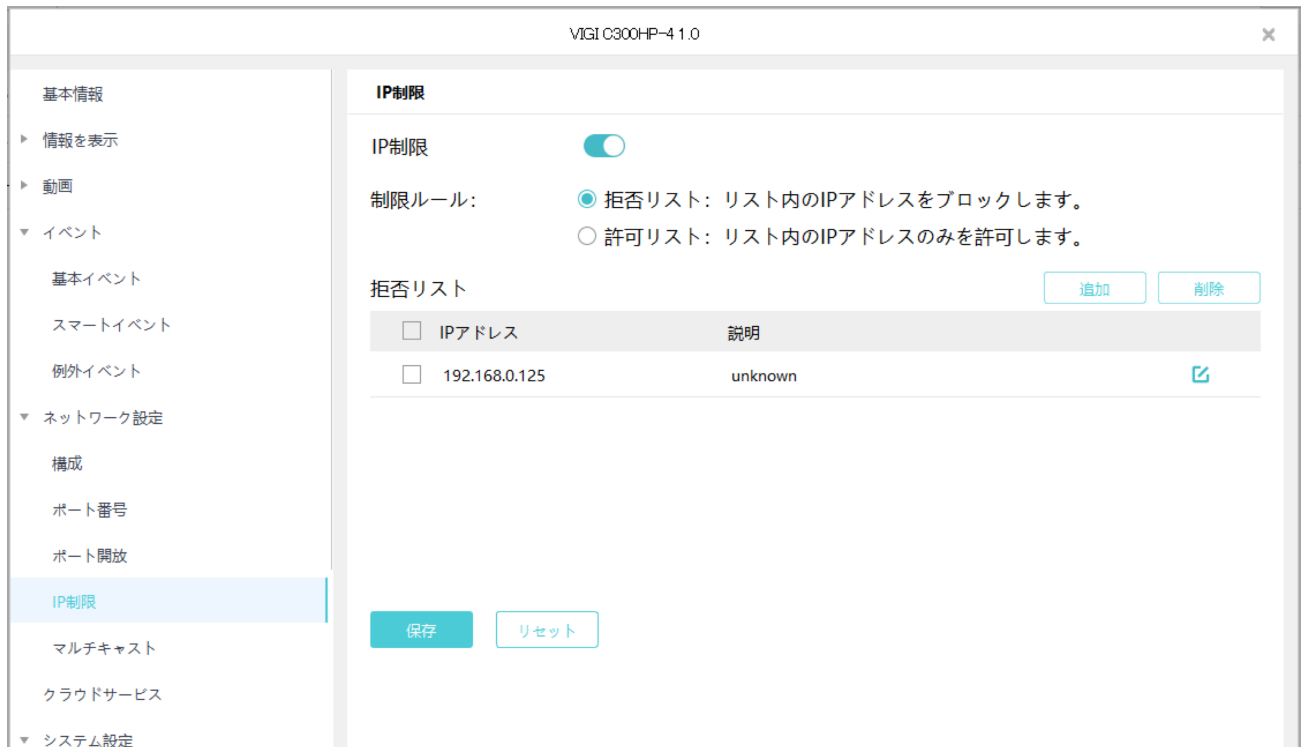 VIGI C300HP-4 1.0
基本情報
情報を表示
動画
イベント
基本イベント
スマートイベント
例外イベント
ネットワーク設定
構成
ポート番号
ポート開放
IP制限
マルチキャスト
クラウドサービス
システム設定
IP制限
IP制限
制限ルール:
拒否リスト: リスト内のIPアドレスをブロックします。
許可リスト: リスト内のIPアドレスのみを許可します。
拒否リスト 追加 削除
IPアドレス 説明
192.168.0.125 unknown
保存 リセット